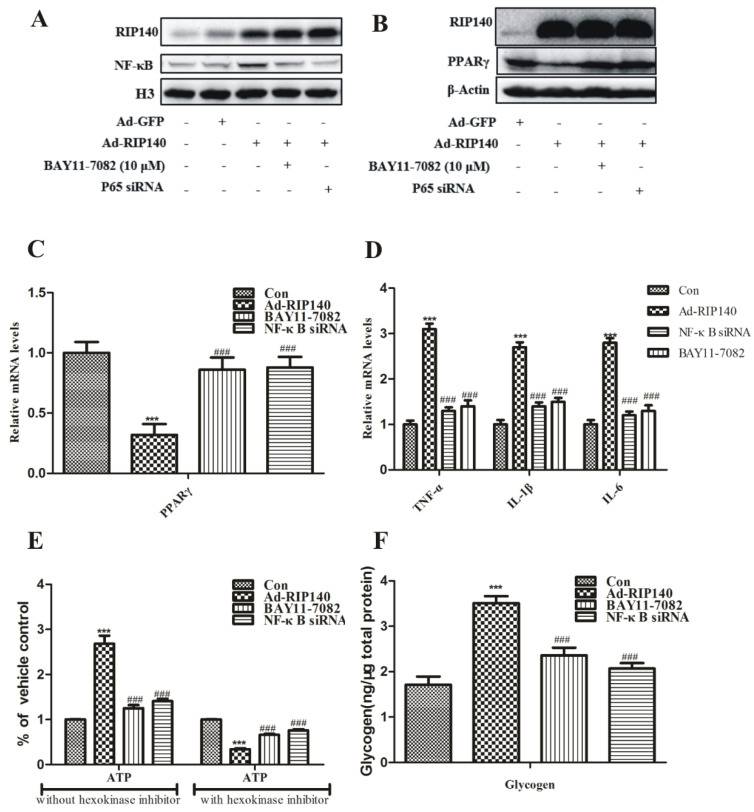 A
RIP140
NF-κB
H3
Ad-GFP - + - - -
Ad-RIP140 - - + + +
BAY11-7082 (10 μM) - - - + -
P65 siRNA - - - - +
B
RIP140
PPARγ
β-Actin
Ad-GFP + - - -
Ad-RIP140 - + + +
BAY11-7082 (10 μM) - - + -
P65 siRNA - - - +
C
Relative mRNA levels
1.5
1.0
0.5
0.0
Con
Ad-RIP140
BAY11-7082
NF-κ B siRNA
***
###
###
PPARγ
D
Relative mRNA levels
4
3
2
1
0
Con
Ad-RIP140
NF-κ B siRNA
BAY11-7082
***
### ###
***
### ###
***
### ###
TNF-α
IL-1β
IL-6
E
% of vehicle control
4
3
2
1
0
Con
Ad-RIP140
BAY11-7082
NF-κ B siRNA
***
### ###
***
### ###
ATP
ATP
without hexokinase inhibitor
with hexokinase inhibitor
F
Glycogen(ng/μg total protein)
4
3
2
1
0
Con
Ad-RIP140
BAY11-7082
NF-κ B siRNA
***
###
###
Glycogen